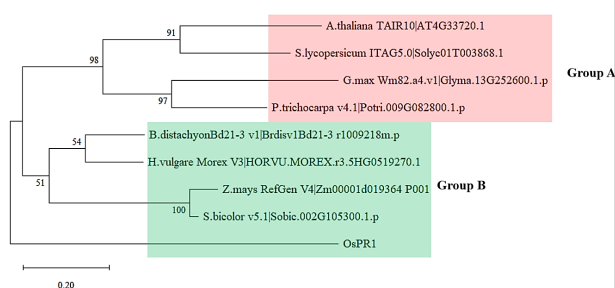 A.thaliana TAIR10|AT4G33720.1
91
S.lycopersicum ITAG5.0|Solyc01T003868.1
98
Group A
G.max Wm82.a4.v1|Glyma.13G252600.1.p
97
P.trichocarpa v4.1|Potri.009G082800.1.p
B.distachyonBd21-3 v1|Brdisv1Bd21-3 r1009218m.p
54
H.vulgare Morex V3|HORVU.MOREX.r3.5HG0519270.1
51
Z.mays RefGen V4|Zm00001d019364 P001
Group B
100
S.bicolor v5.1|Sobic.002G105300.1.p
OsPR1
0.20